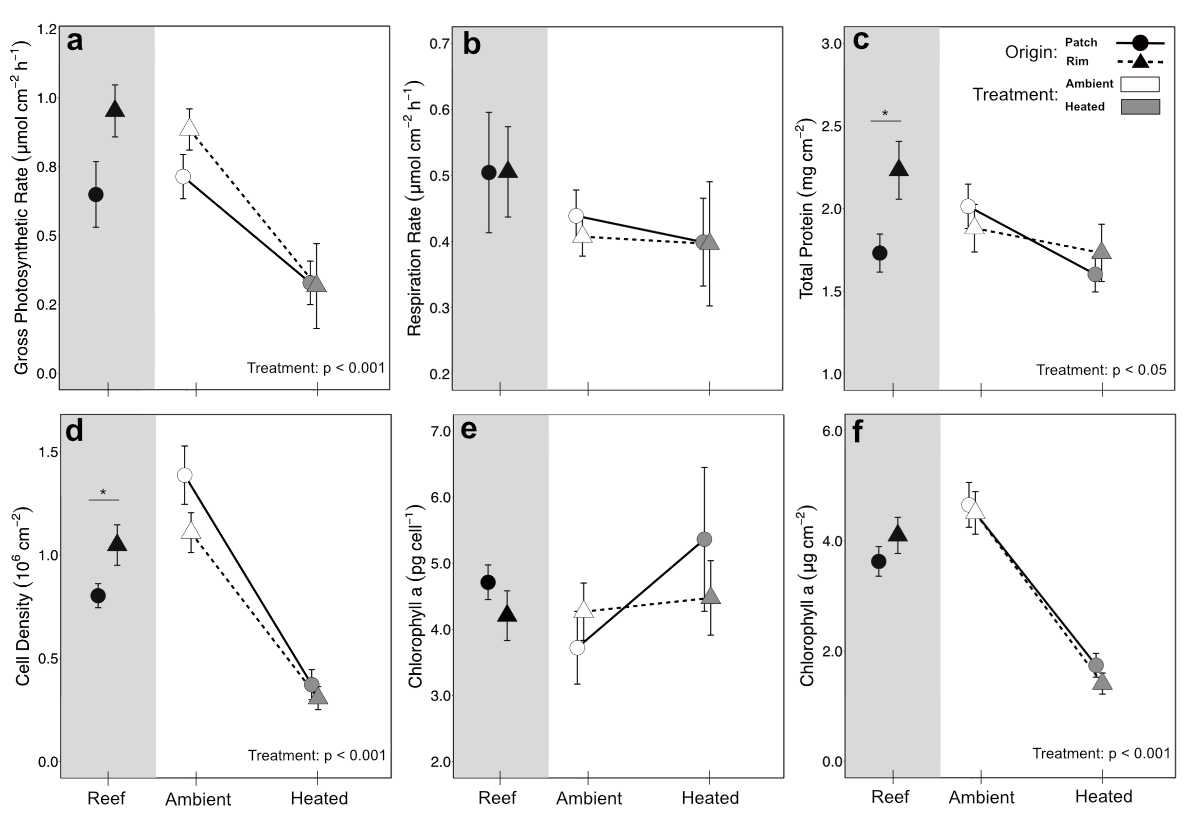 a
Gross Photosynthetic Rate (µmol cm⁻² h⁻¹)
1.2
1.0
0.8
0.5
0.2
0.0
Treatment: p < 0.001
b
Respiration Rate (µmol cm⁻² h⁻¹)
0.7
0.6
0.5
0.4
0.3
0.2
c
Total Protein (mg cm⁻²)
3.0
2.5
2.0
1.5
1.0
Origin:
Patch
Rim
Treatment:
Ambient
Heated
*
Treatment: p < 0.05
d
Cell Density (10⁶ cm⁻²)
1.5
1.0
0.5
0.0
*
Treatment: p < 0.001
Reef Ambient Heated
e
Chlorophyll a (pg cell⁻¹)
7.0
6.0
5.0
4.0
3.0
2.0
Reef Ambient Heated
f
Chlorophyll a (µg cm⁻²)
6.0
4.0
2.0
0.0
Treatment: p < 0.001
Reef Ambient Heated